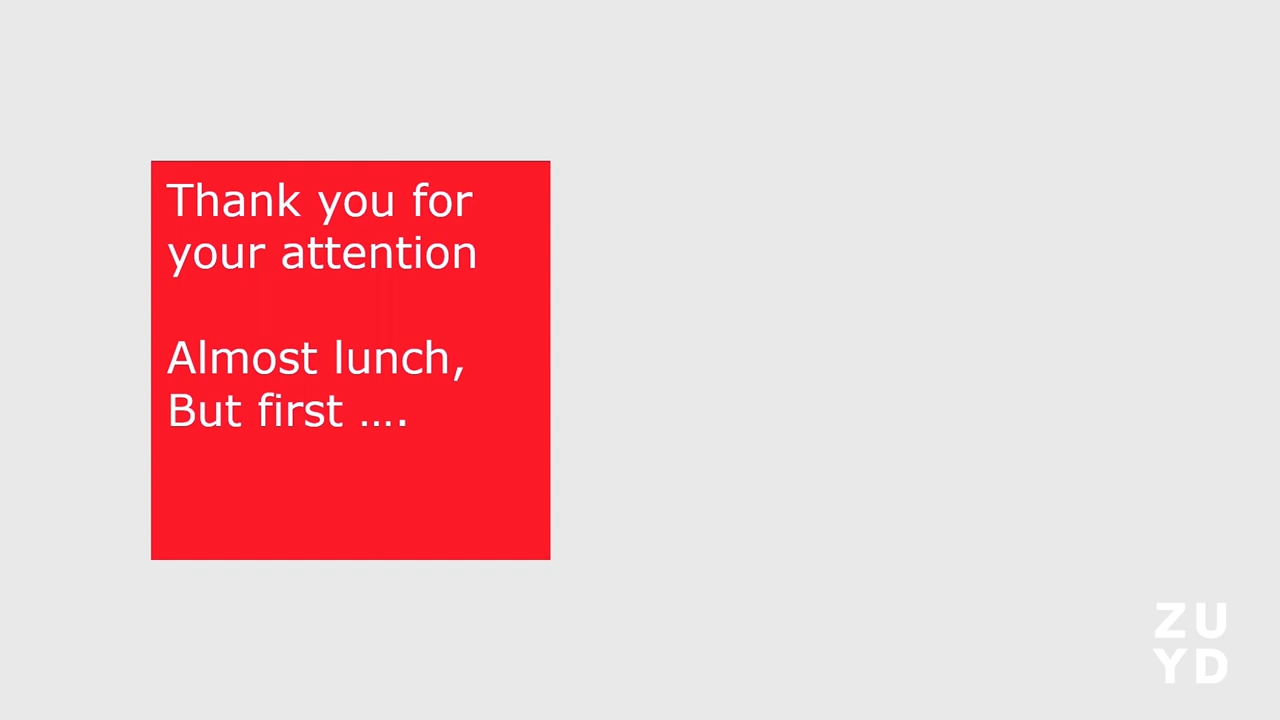 Thank you for
your attention
Almost lunch,
But first ....
ZU
YD